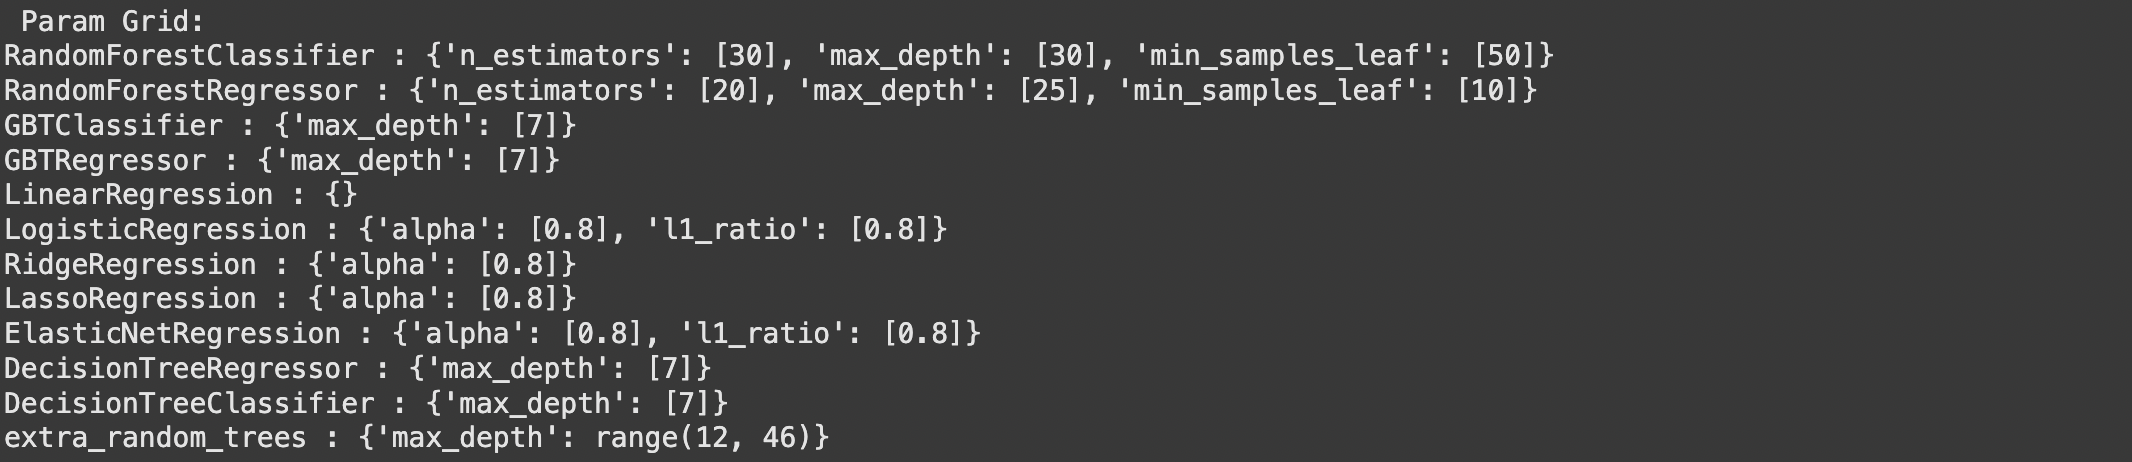 Param Grid:
RandomForestClassifier : {'n_estimators': [30], 'max_depth': [30], 'min_samples_leaf': [50]}
RandomForestRegressor : {'n_estimators': [20], 'max_depth': [25], 'min_samples_leaf': [10]}
GBTClassifier : {'max_depth': [7]}
GBTRegressor : {'max_depth': [7]}
LinearRegression : {}
LogisticRegression : {'alpha': [0.8], 'l1_ratio': [0.8]}
RidgeRegression : {'alpha': [0.8]}
LassoRegression : {'alpha': [0.8]}
ElasticNetRegression : {'alpha': [0.8], 'l1_ratio': [0.8]}
DecisionTreeRegressor : {'max_depth': [7]}
DecisionTreeClassifier : {'max_depth': [7]}
extra_random_trees : {'max_depth': range(12, 46)}